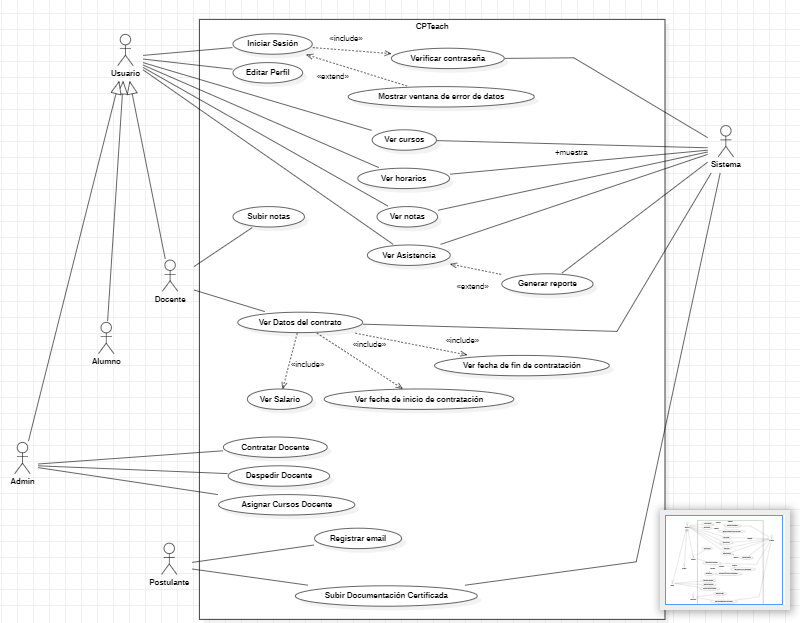 CPTeach
Iniciar Sesión
«include»
Verificar contraseña
Usuario
Editar Perfil
«extend»
Mostrar ventana de error de datos
Ver cursos
+muestra
Sistema
Ver horarios
Subir notas
Ver notas
Ver Asistencia
Docente
«extend»
Generar reporte
Ver Datos del contrato
«include»
«include»
Alumno
«include»
Ver fecha de fin de contratación
Ver Salario
Ver fecha de inicio de contratación
Contratar Docente
Admin
Despedir Docente
Asignar Cursos Docente
Registrar email
Postulante
Subir Documentación Certificada